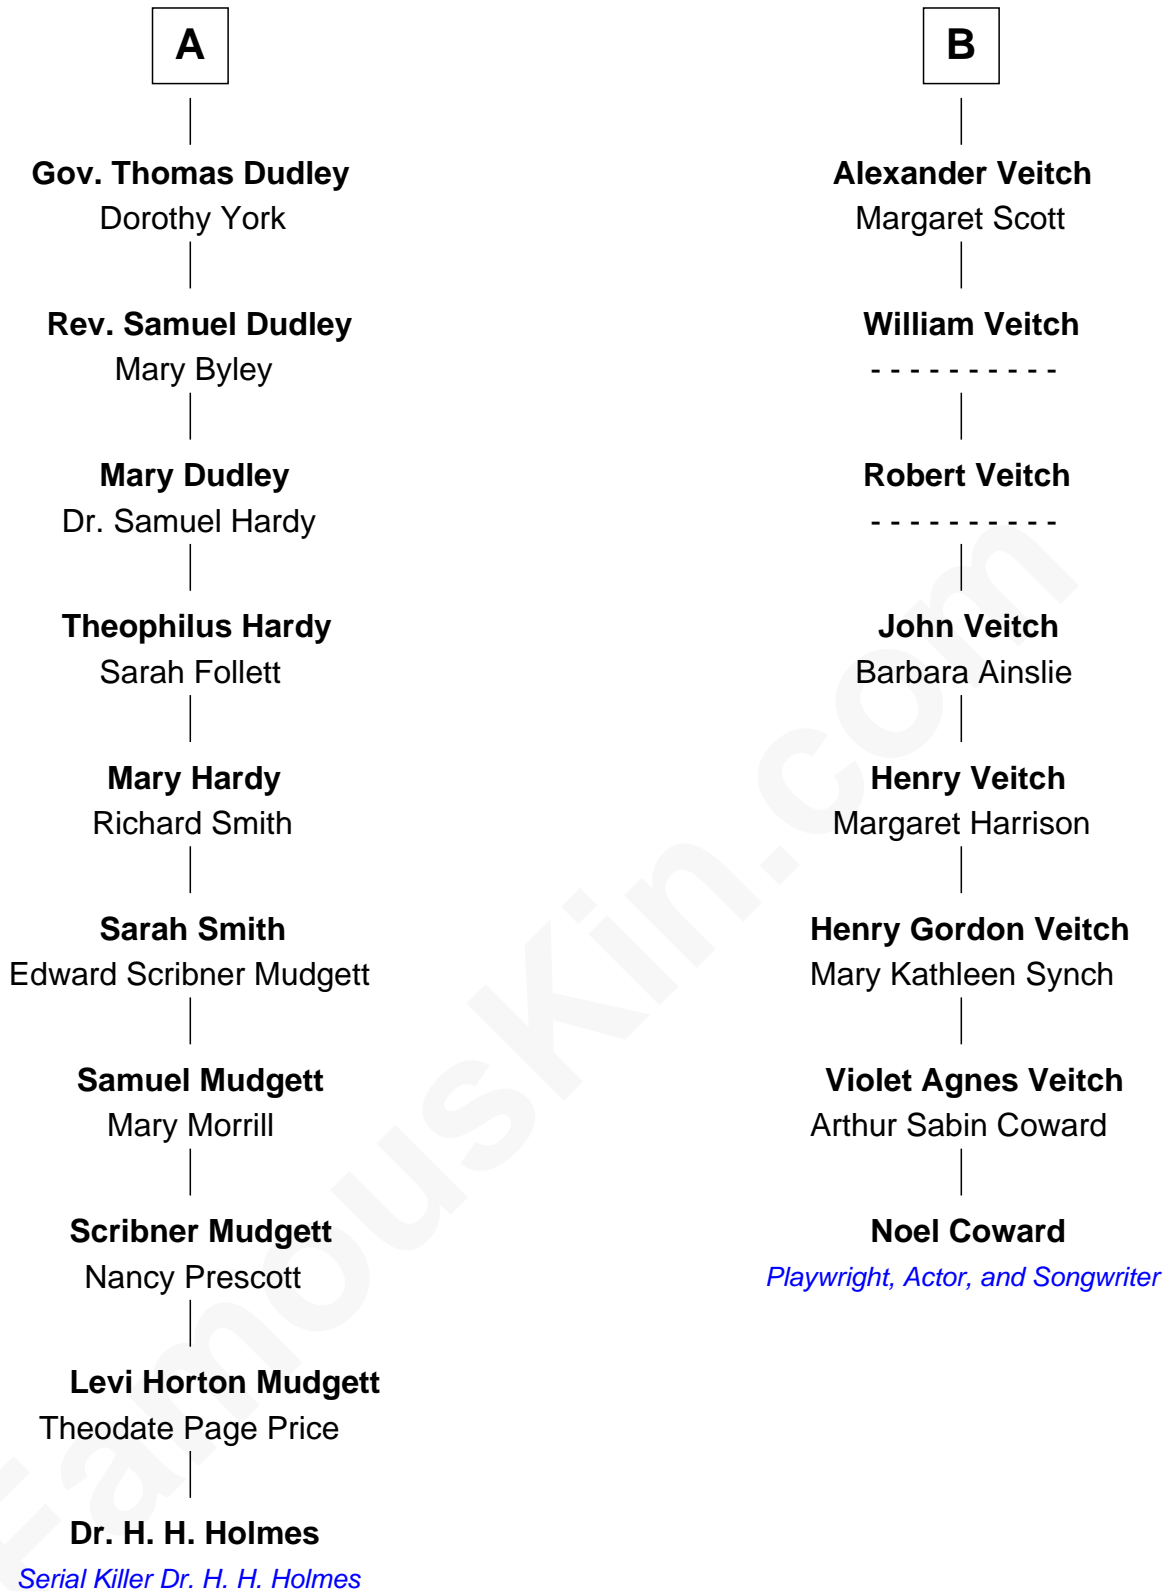 A
Gov. Thomas Dudley
Dorothy York
Rev. Samuel Dudley
Mary Byley
Mary Dudley
Dr. Samuel Hardy
Theophilus Hardy
Sarah Follett
Mary Hardy
Richard Smith
Sarah Smith
Edward Scribner Mudgett
Samuel Mudgett
Mary Morrill
Scribner Mudgett
Nancy Prescott
Levi Horton Mudgett
Theodate Page Price
Dr. H. H. Holmes
Serial Killer Dr. H. H. Holmes
B
Alexander Veitch
Margaret Scott
William Veitch
- - - - - - - - - -
Robert Veitch
- - - - - - - - - -
John Veitch
Barbara Ainslie
Henry Veitch
Margaret Harrison
Henry Gordon Veitch
Mary Kathleen Synch
Violet Agnes Veitch
Arthur Sabin Coward
Noel Coward
Playwright, Actor, and Songwriter
FamousKin.com